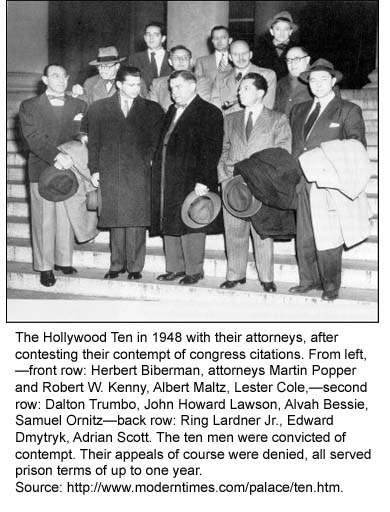 The Hollywood Ten in 1948 with their attorneys, after
contesting their contempt of congress citations. From left,
—front row: Herbert Biberman, attorneys Martin Popper
and Robert W. Kenny, Albert Maltz, Lester Cole,—second
row: Dalton Trumbo, John Howard Lawson, Alvah Bessie,
Samuel Ornitz—back row: Ring Lardner Jr., Edward
Dmytryk, Adrian Scott. The ten men were convicted of
contempt. Their appeals of course were denied, all served
prison terms of up to one year.
Source: http://www.moderntimes.com/palace/ten.htm.